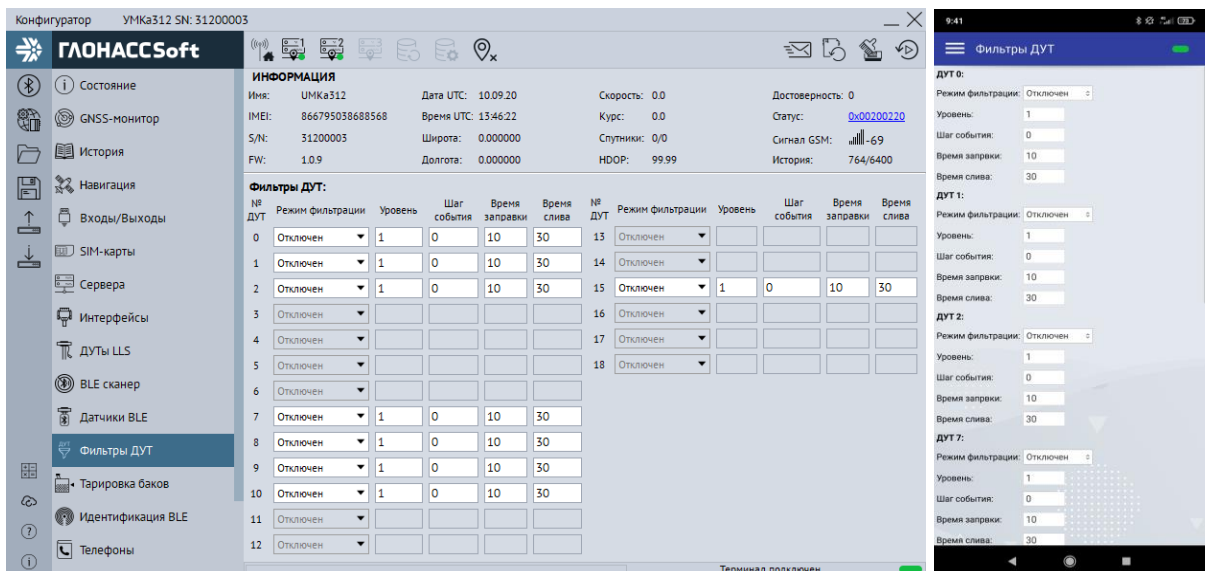 Конфигуратор УМКа312 SN: 31200003
ГЛОНАССSoft
Состояние
GNSS-монитор
История
Навигация
Входы/Выходы
SIM-карты
Сервера
Интерфейсы
ДУТы LLS
BLE сканер
Датчики BLE
Фильтры ДУТ
Тарировка баков
Идентификация BLE
Телефоны
1 2 3
ИНФОРМАЦИЯ
Имя: УМКа312 Дата UTC: 10.09.20 Скорость: 0.0 Достоверность: 0
IMEI: 866795038688568 Время UTC: 13:46:22 Курс: 0.0 Статус: 0x00200220
S/N: 31200003 Широта: 0.000000 Спутники: 0/0 Сигнал GSM: -69
FW: 1.0.9 Долгота: 0.000000 HDOP: 99.99 История: 764/6400
Фильтры ДУТ:
№ ДУТ Режим фильтрации Уровень Шаг события Время заправки Время слива
0 Отключен 1 0 10 30
1 Отключен 1 0 10 30
2 Отключен 1 0 10 30
3 Отключен
4 Отключен
5 Отключен
6 Отключен
7 Отключен 1 0 10 30
8 Отключен 1 0 10 30
9 Отключен 1 0 10 30
10 Отключен 1 0 10 30
11 Отключен
12 Отключен
№ ДУТ Режим фильтрации Уровень Шаг события Время заправки Время слива
13 Отключен
14 Отключен
15 Отключен 1 0 10 30
16 Отключен
17 Отключен
18 Отключен
Терминал подключен
9:41
Фильтры ДУТ
ДУТ 0:
Режим фильтрации: Отключен
Уровень: 1
Шаг события: 0
Время запрвки: 10
Время слива: 30
ДУТ 1:
Режим фильтрации: Отключен
Уровень: 1
Шаг события: 0
Время запрвки: 10
Время слива: 30
ДУТ 2:
Режим фильтрации: Отключен
Уровень: 1
Шаг события: 0
Время запрвки: 10
Время слива: 30
ДУТ 7:
Режим фильтрации: Отключен
Уровень: 1
Шаг события: 0
Время запрвки: 10
Время слива: 30